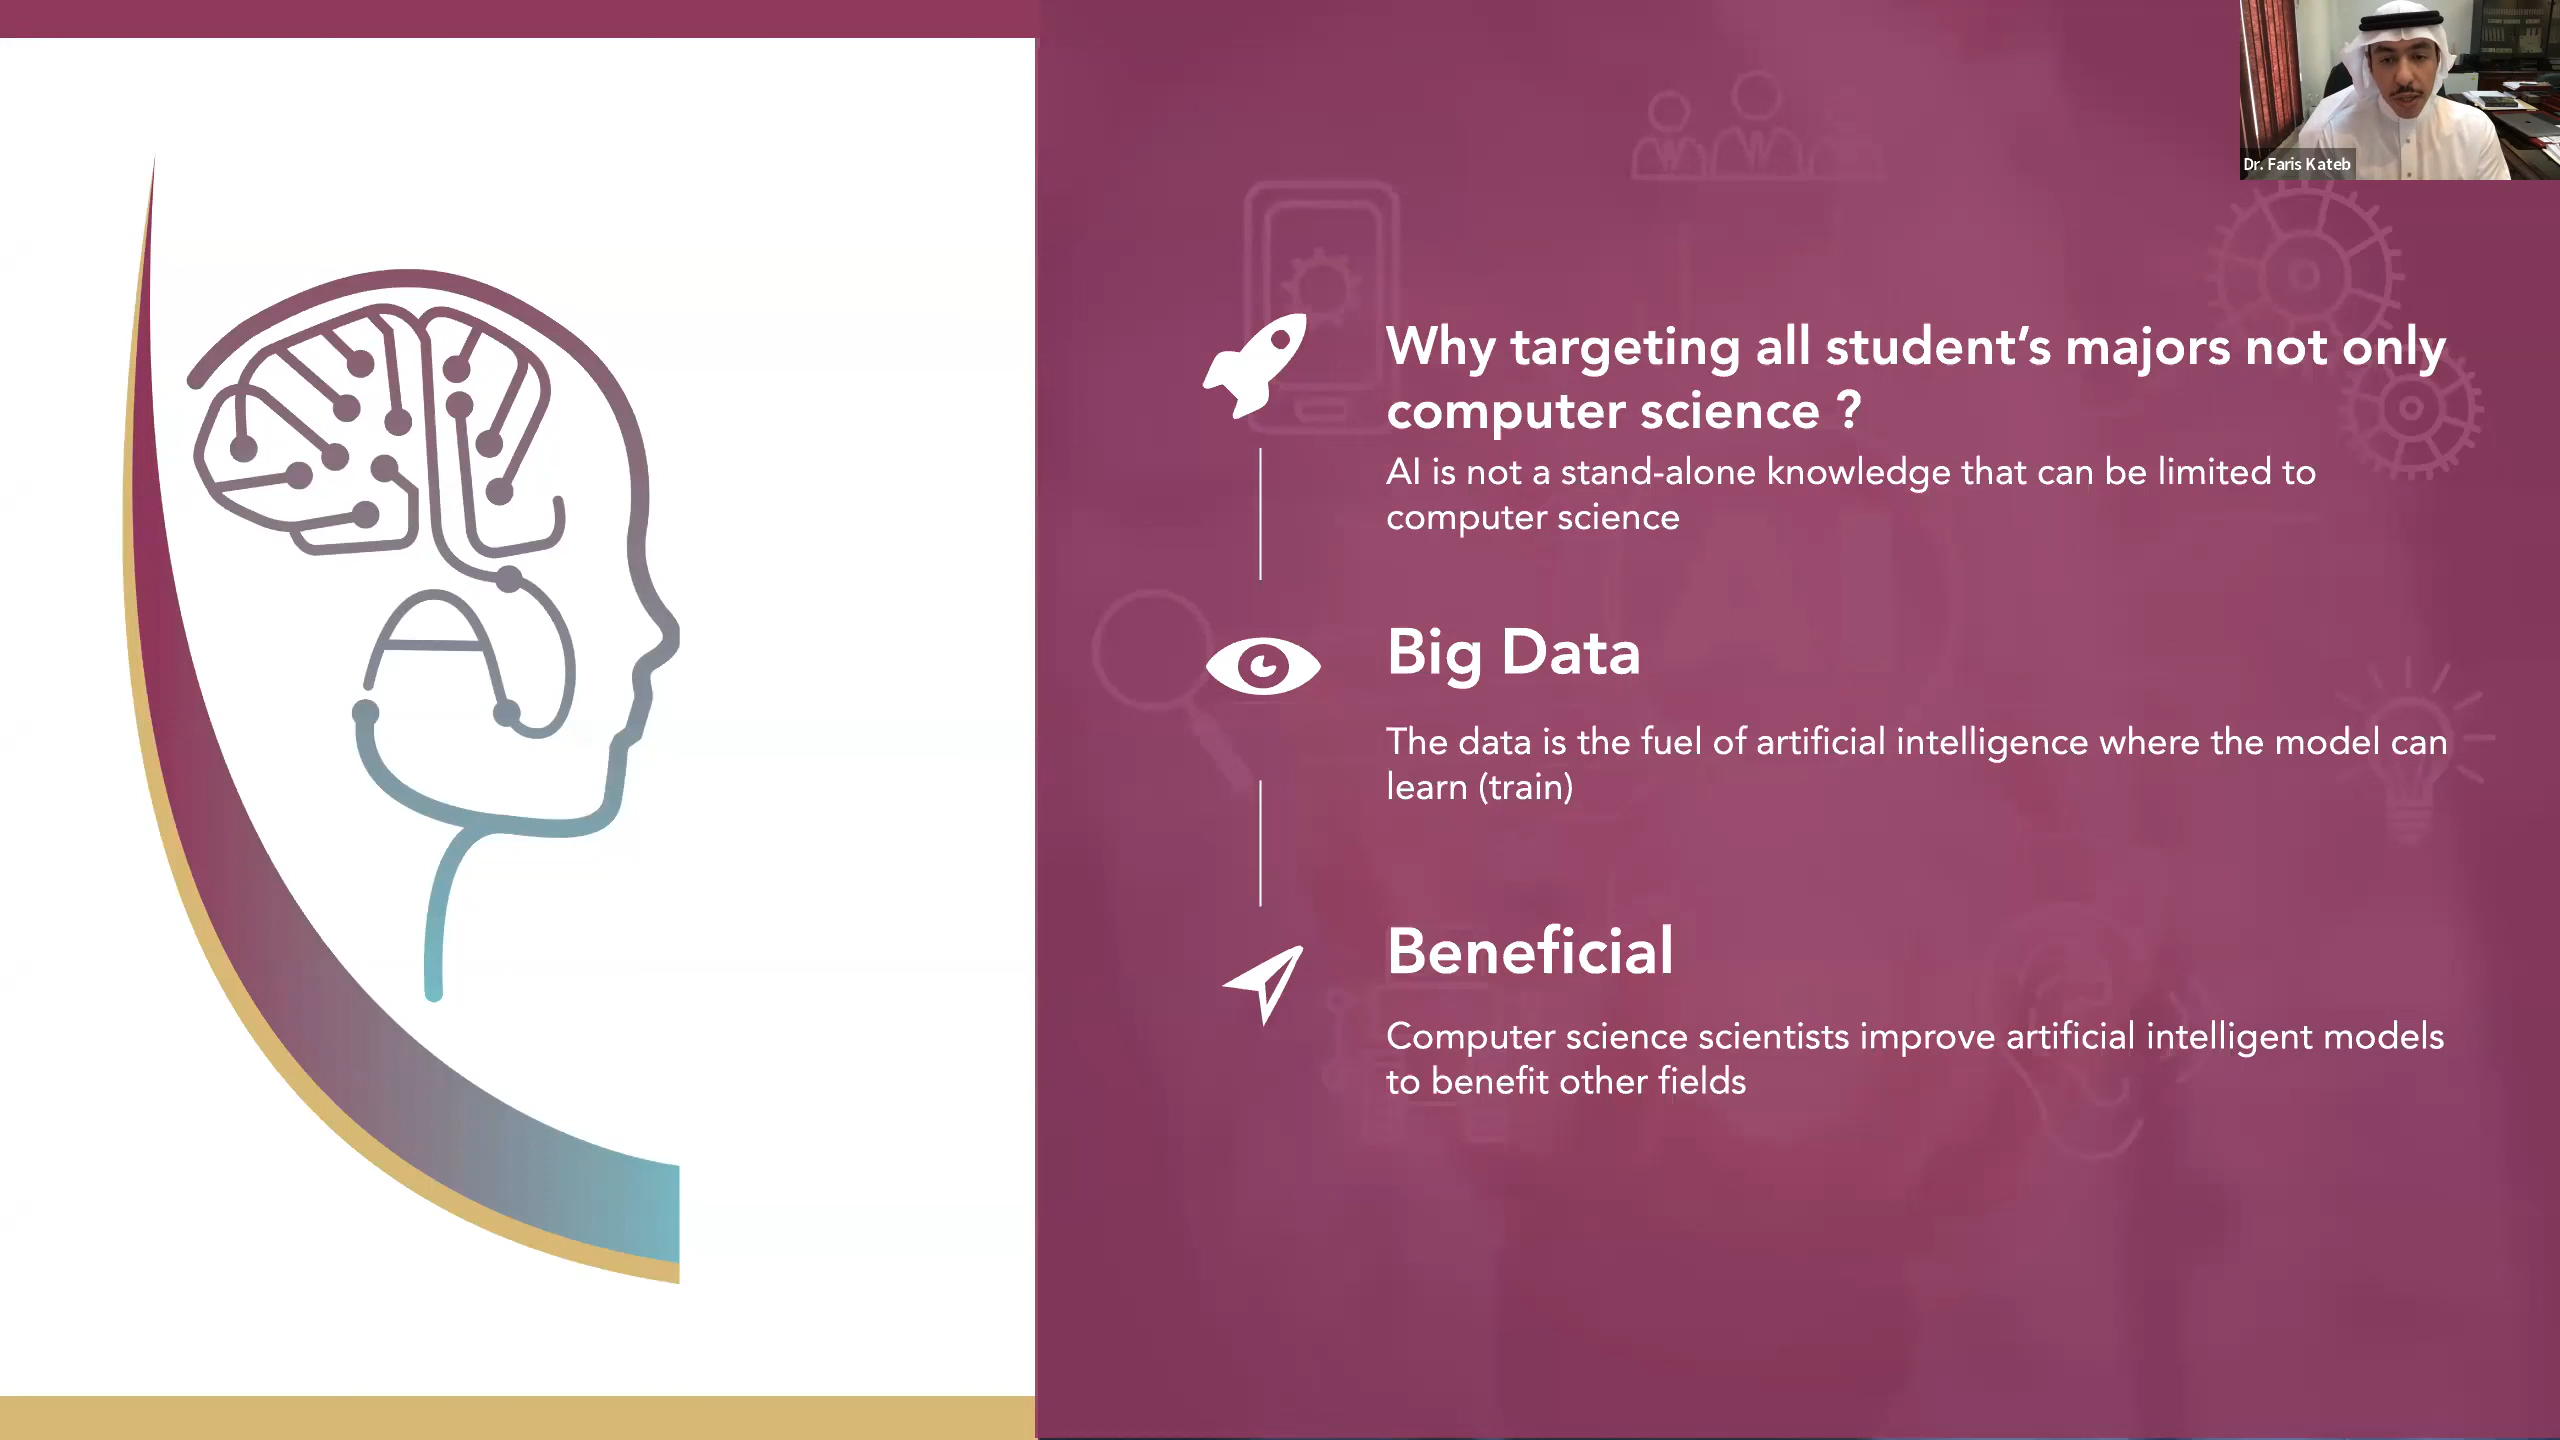 Dr. Faris Kateb
Why targeting all student’s majors not only
computer science ?
AI is not a stand-alone knowledge that can be limited to
computer science
Big Data
The data is the fuel of artificial intelligence where the model can
learn (train)
Beneficial
Computer science scientists improve artificial intelligent models
to benefit other fields